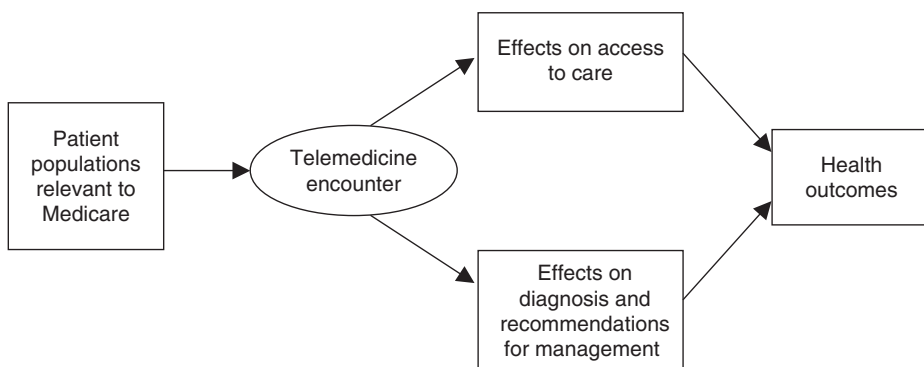 Patient
populations
relevant to
Medicare
Telemedicine
encounter
Effects on access
to care
Effects on
diagnosis and
recommendations
for management
Health
outcomes